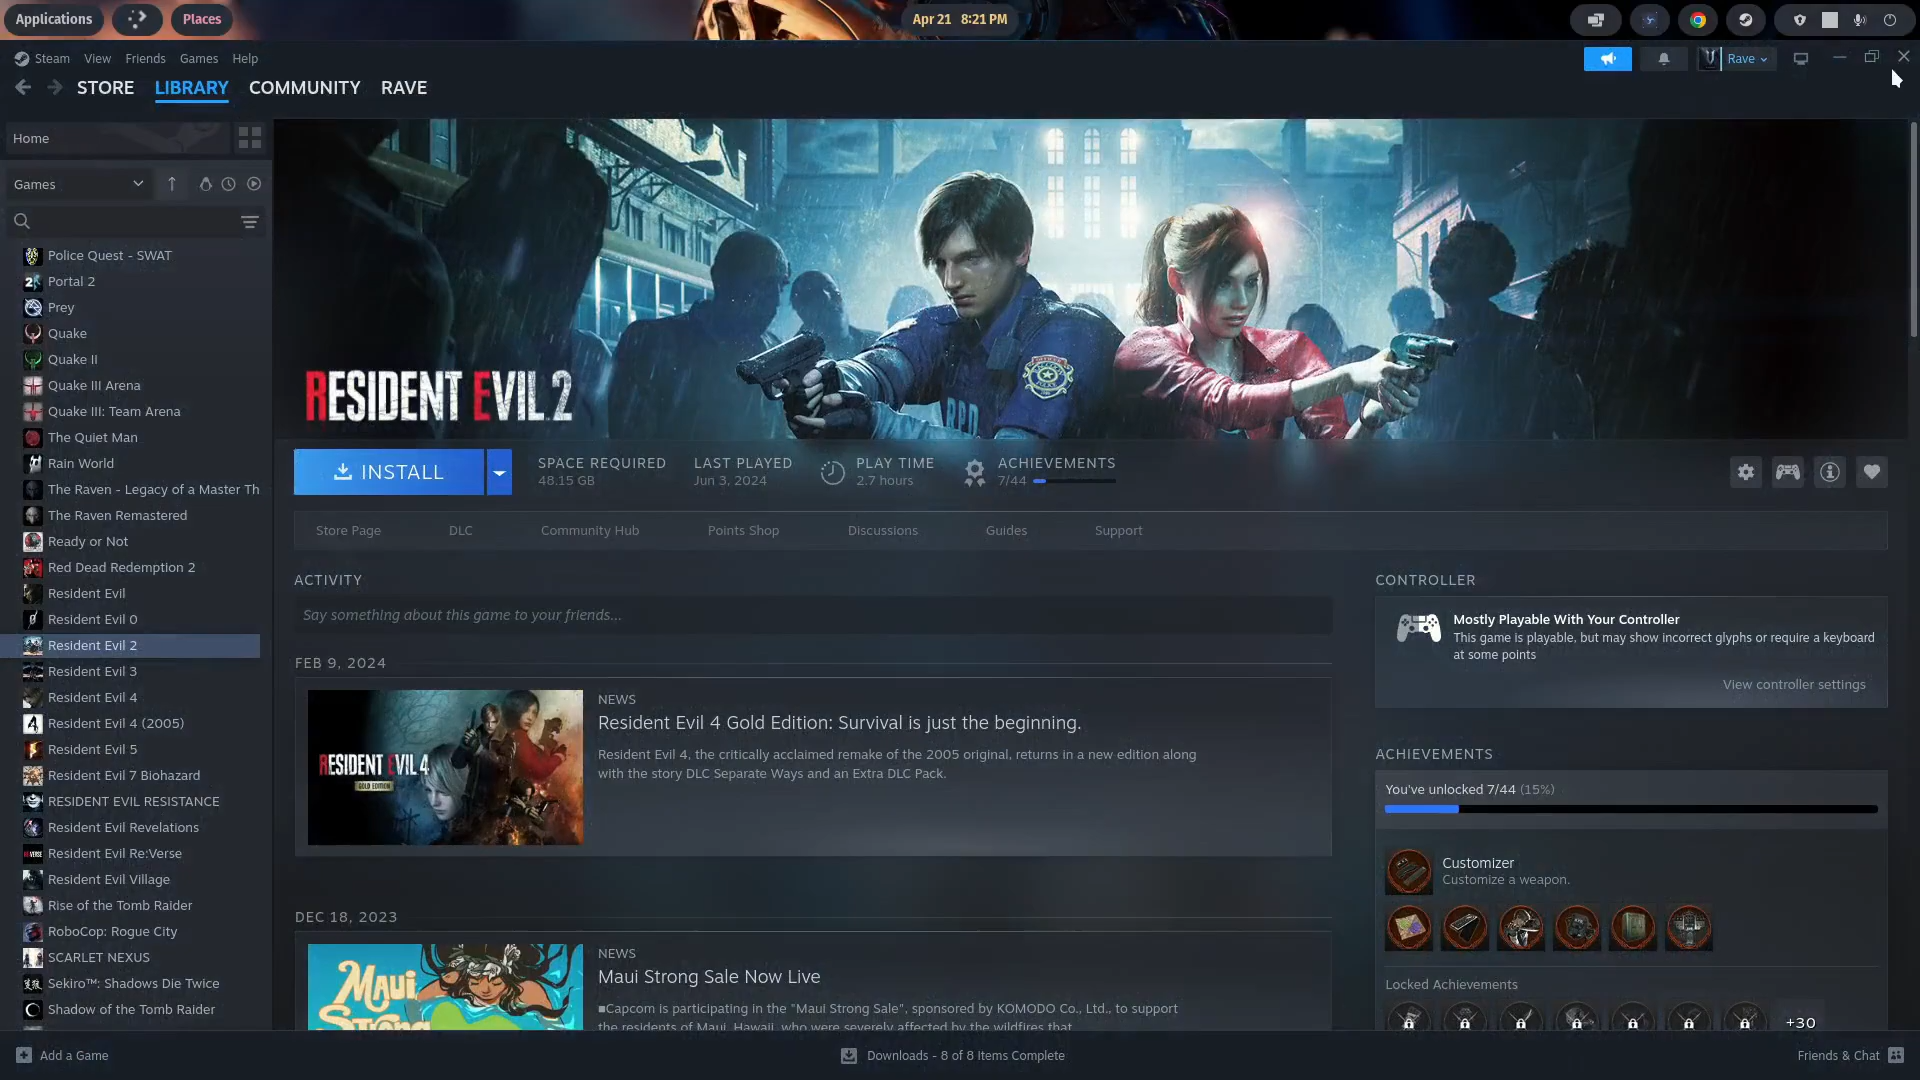 Applications
Places
Apr 21 8:21 PM
Steam View Friends Games Help
Rave
STORE LIBRARY COMMUNITY RAVE
Home
Games
Police Quest - SWAT
Portal 2
Prey
Quake
Quake II
Quake III Arena
Quake III: Team Arena
The Quiet Man
Rain World
The Raven - Legacy of a Master Th
The Raven Remastered
Ready or Not
Red Dead Redemption 2
Resident Evil
Resident Evil 0
Resident Evil 2
Resident Evil 3
Resident Evil 4
Resident Evil 4 (2005)
Resident Evil 5
Resident Evil 7 Biohazard
RESIDENT EVIL RESISTANCE
Resident Evil Revelations
Resident Evil Re:Verse
Resident Evil Village
Rise of the Tomb Raider
RoboCop: Rogue City
SCARLET NEXUS
Sekiro™: Shadows Die Twice
Shadow of the Tomb Raider
RESIDENT EVIL 2
R.P.D.
INSTALL
SPACE REQUIRED
48.15 GB
LAST PLAYED
Jun 3, 2024
PLAY TIME
2.7 hours
ACHIEVEMENTS
7/44
Store Page DLC Community Hub Points Shop Discussions Guides Support
ACTIVITY
Say something about this game to your friends...
FEB 9, 2024
RESIDENT EVIL 4
GOLD EDITION
NEWS
Resident Evil 4 Gold Edition: Survival is just the beginning.
Resident Evil 4, the critically acclaimed remake of the 2005 original, returns in a new edition along
with the story DLC Separate Ways and an Extra DLC Pack.
DEC 18, 2023
Maui
Strong
NEWS
Maui Strong Sale Now Live
■Capcom is participating in the "Maui Strong Sale", sponsored by KOMODO Co., Ltd., to support
the residents of Maui, Hawaii, who were severely affected by the wildfires that
CONTROLLER
Mostly Playable With Your Controller
This game is playable, but may show incorrect glyphs or require a keyboard
at some points
View controller settings
ACHIEVEMENTS
You've unlocked 7/44 (15%)
Customizer
Customize a weapon.
Locked Achievements
+30
Add a Game
Downloads - 8 of 8 Items Complete
Friends & Chat